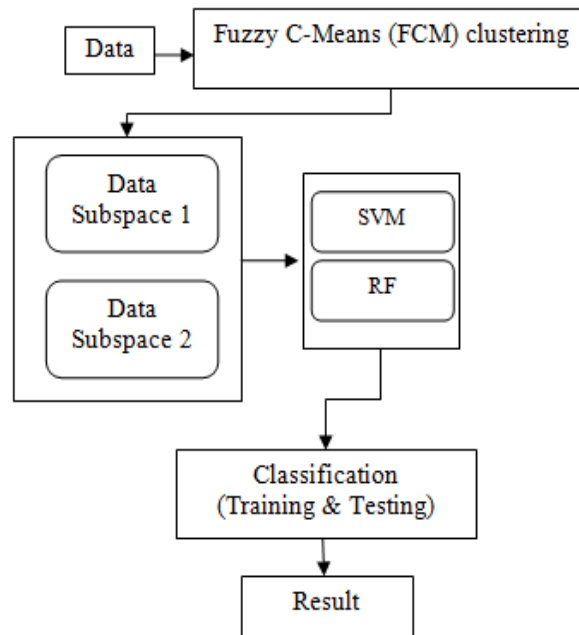 Data
Fuzzy C-Means (FCM) clustering
Data
Subspace 1
Data
Subspace 2
SVM
RF
Classification
(Training & Testing)
Result